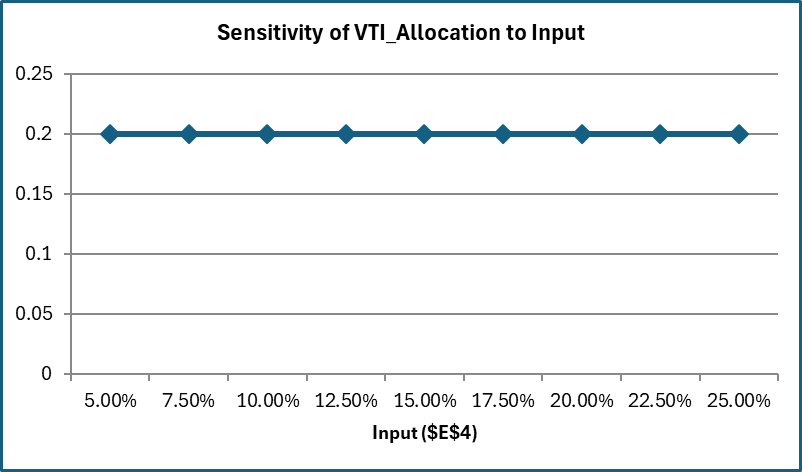 Sensitivity of VTI_Allocation to Input
0.25
0.2
0.15
0.1
0.05
0
5.00% 7.50% 10.00% 12.50% 15.00% 17.50% 20.00% 22.50% 25.00%
Input ($E$4)